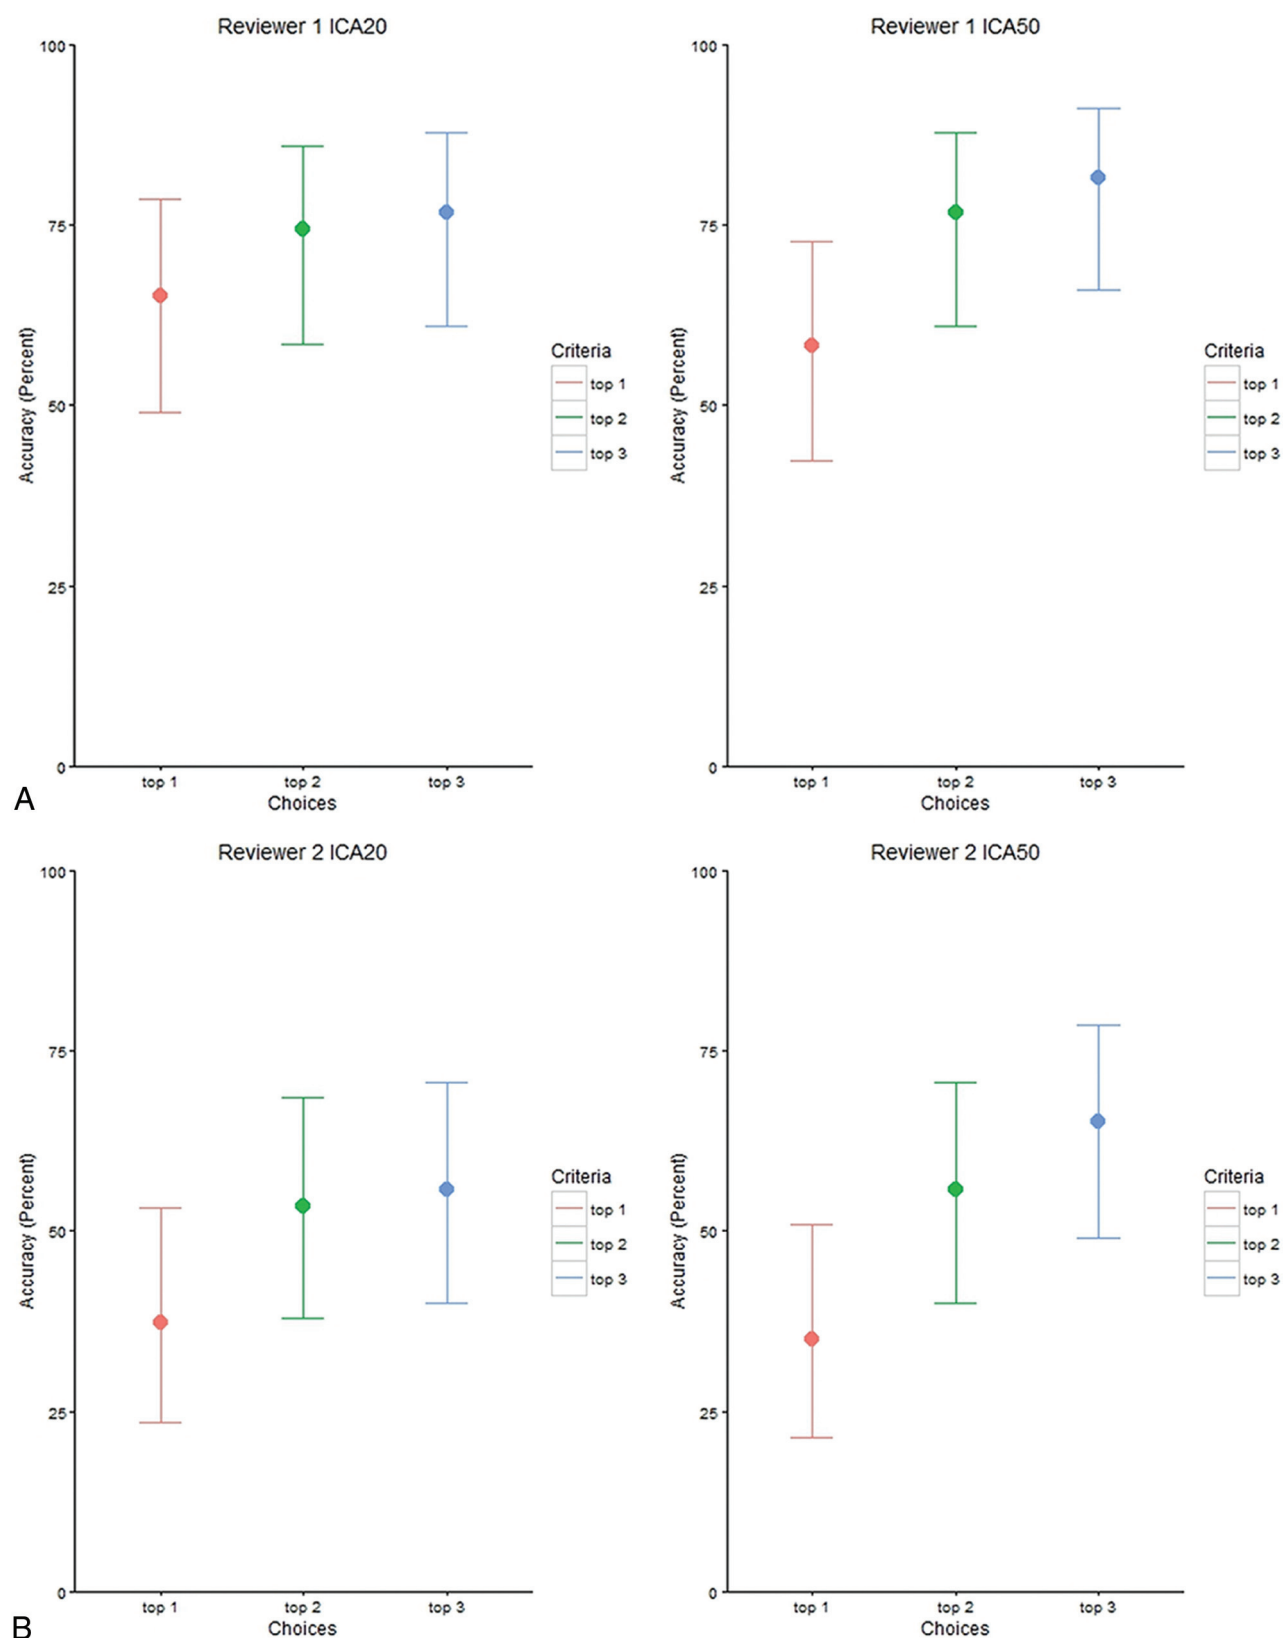 Reviewer 1 ICA20
100
75
50
25
0
Accuracy (Percent)
top 1
top 2
top 3
Choices
Criteria
top 1
top 2
top 3
Reviewer 1 ICA50
100
75
50
25
0
Accuracy (Percent)
top 1
top 2
top 3
Choices
Criteria
top 1
top 2
top 3
A
Reviewer 2 ICA20
100
75
50
25
0
Accuracy (Percent)
top 1
top 2
top 3
Choices
Criteria
top 1
top 2
top 3
Reviewer 2 ICA50
100
75
50
25
0
Accuracy (Percent)
top 1
top 2
top 3
Choices
Criteria
top 1
top 2
top 3
B